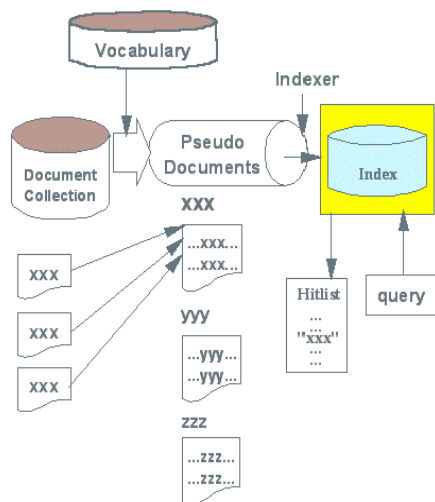 Vocabulary
Indexer
Document
Collection
Pseudo
Documents
Index
xxx
...xxx...
...xxx...
xxx
xxx
xxx
Hitlist
...
...
"xxx"
...
...
query
yyy
...yyy...
...yyy...
zzz
...zzz...
...zzz...